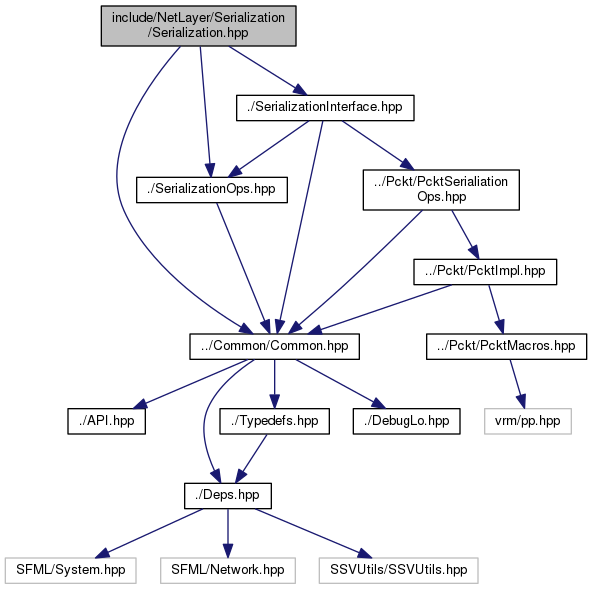 include/NetLayer/Serialization
/Serialization.hpp
./SerializationInterface.hpp
./SerializationOps.hpp
../Pckt/PcktSerialiation
Ops.hpp
../Pckt/PcktImpl.hpp
../Common/Common.hpp
../Pckt/PcktMacros.hpp
./API.hpp
./Typedefs.hpp
./DebugLo.hpp
vrm/pp.hpp
./Deps.hpp
SFML/System.hpp
SFML/Network.hpp
SSVUtils/SSVUtils.hpp